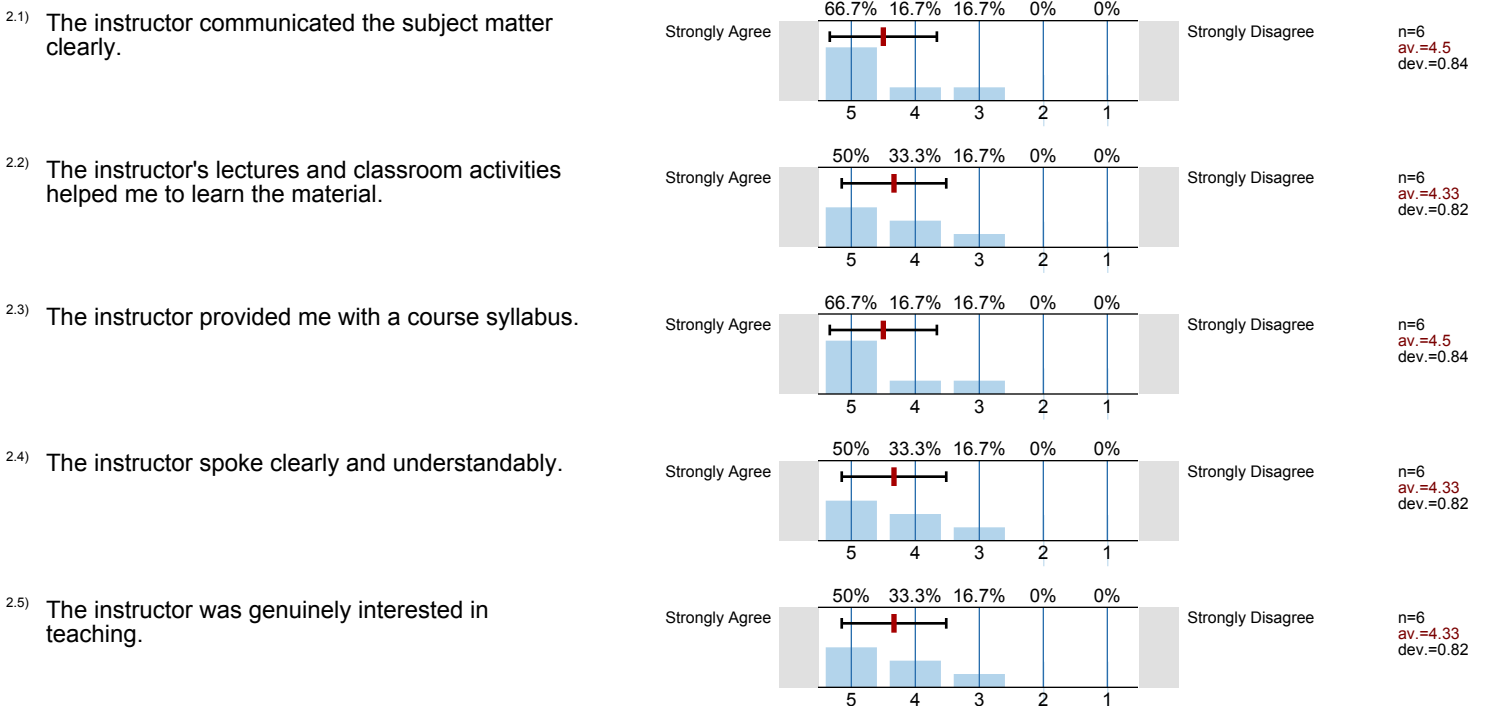 2.1) The instructor communicated the subject matter
clearly.
66.7% 16.7% 16.7% 0% 0%
Strongly Agree
Strongly Disagree
n=6
av.=4.5
dev.=0.84
5 4 3 2 1
2.2) The instructor's lectures and classroom activities
helped me to learn the material.
50% 33.3% 16.7% 0% 0%
Strongly Agree
Strongly Disagree
n=6
av.=4.33
dev.=0.82
5 4 3 2 1
2.3) The instructor provided me with a course syllabus.
66.7% 16.7% 16.7% 0% 0%
Strongly Agree
Strongly Disagree
n=6
av.=4.5
dev.=0.84
5 4 3 2 1
2.4) The instructor spoke clearly and understandably.
50% 33.3% 16.7% 0% 0%
Strongly Agree
Strongly Disagree
n=6
av.=4.33
dev.=0.82
5 4 3 2 1
2.5) The instructor was genuinely interested in
teaching.
50% 33.3% 16.7% 0% 0%
Strongly Agree
Strongly Disagree
n=6
av.=4.33
dev.=0.82
5 4 3 2 1